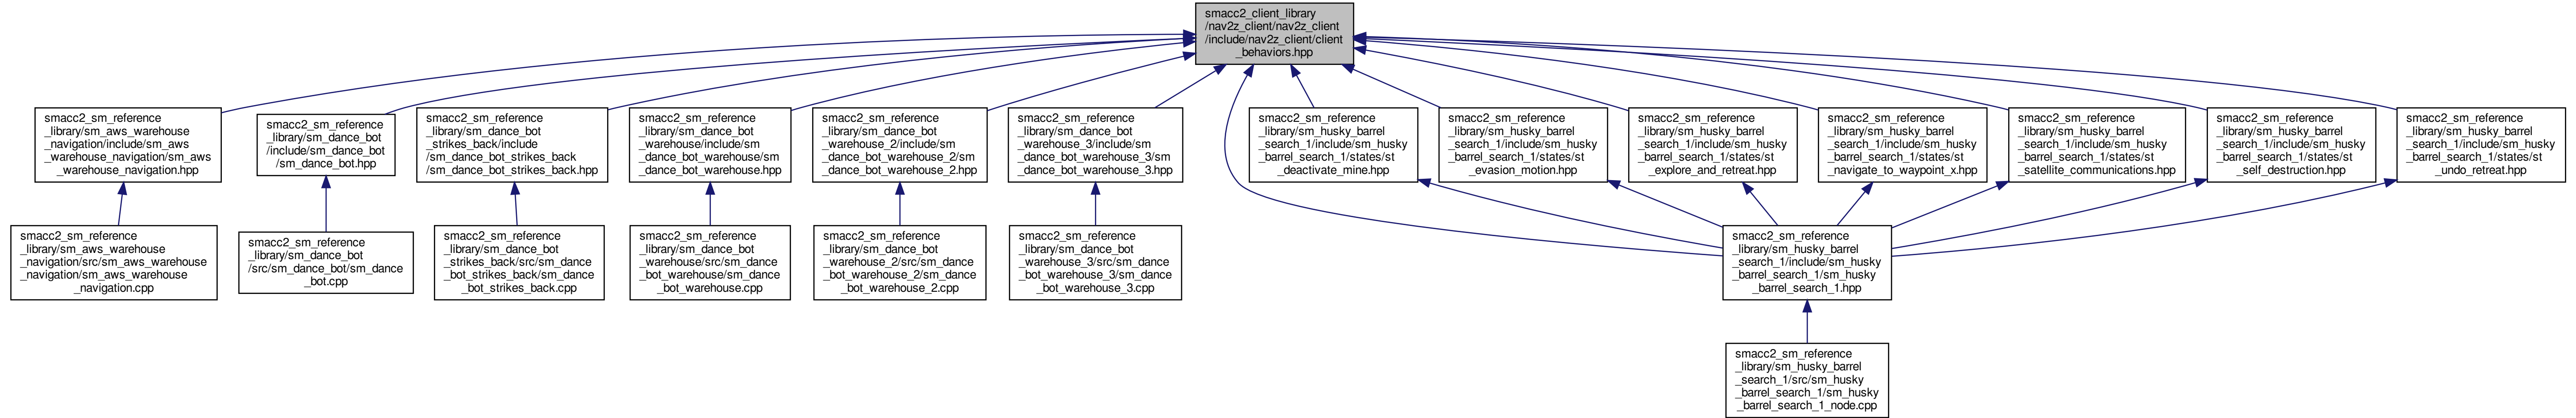 smacc2_client_library
/nav2z_client/nav2z_client
/include/nav2z_client/client
_behaviors.hpp
smacc2_sm_reference
_library/sm_aws_warehouse
_navigation/include/sm_aws
_warehouse_navigation/sm_aws
_warehouse_navigation.hpp
smacc2_sm_reference
_library/sm_dance_bot
/include/sm_dance_bot
/sm_dance_bot.hpp
smacc2_sm_reference
_library/sm_dance_bot
_strikes_back/include
/sm_dance_bot_strikes_back
/sm_dance_bot_strikes_back.hpp
smacc2_sm_reference
_library/sm_dance_bot
_warehouse/include/sm
_dance_bot_warehouse/sm
_dance_bot_warehouse.hpp
smacc2_sm_reference
_library/sm_dance_bot
_warehouse_2/include/sm
_dance_bot_warehouse_2/sm
_dance_bot_warehouse_2.hpp
smacc2_sm_reference
_library/sm_dance_bot
_warehouse_3/include/sm
_dance_bot_warehouse_3/sm
_dance_bot_warehouse_3.hpp
smacc2_sm_reference
_library/sm_husky_barrel
_search_1/include/sm_husky
_barrel_search_1/states/st
_deactivate_mine.hpp
smacc2_sm_reference
_library/sm_husky_barrel
_search_1/include/sm_husky
_barrel_search_1/states/st
_evasion_motion.hpp
smacc2_sm_reference
_library/sm_husky_barrel
_search_1/include/sm_husky
_barrel_search_1/states/st
_explore_and_retreat.hpp
smacc2_sm_reference
_library/sm_husky_barrel
_search_1/include/sm_husky
_barrel_search_1/states/st
_navigate_to_waypoint_x.hpp
smacc2_sm_reference
_library/sm_husky_barrel
_search_1/include/sm_husky
_barrel_search_1/states/st
_satellite_communications.hpp
smacc2_sm_reference
_library/sm_husky_barrel
_search_1/include/sm_husky
_barrel_search_1/states/st
_self_destruction.hpp
smacc2_sm_reference
_library/sm_husky_barrel
_search_1/include/sm_husky
_barrel_search_1/states/st
_undo_retreat.hpp
smacc2_sm_reference
_library/sm_aws_warehouse
_navigation/src/sm_aws_warehouse
_navigation/sm_aws_warehouse
_navigation.cpp
smacc2_sm_reference
_library/sm_dance_bot
/src/sm_dance_bot/sm_dance
_bot.cpp
smacc2_sm_reference
_library/sm_dance_bot
_strikes_back/src/sm_dance
_bot_strikes_back/sm_dance
_bot_strikes_back.cpp
smacc2_sm_reference
_library/sm_dance_bot
_warehouse/src/sm_dance
_bot_warehouse/sm_dance
_bot_warehouse.cpp
smacc2_sm_reference
_library/sm_dance_bot
_warehouse_2/src/sm_dance
_bot_warehouse_2/sm_dance
_bot_warehouse_2.cpp
smacc2_sm_reference
_library/sm_dance_bot
_warehouse_3/src/sm_dance
_bot_warehouse_3/sm_dance
_bot_warehouse_3.cpp
smacc2_sm_reference
_library/sm_husky_barrel
_search_1/include/sm_husky
_barrel_search_1/sm_husky
_barrel_search_1.hpp
smacc2_sm_reference
_library/sm_husky_barrel
_search_1/src/sm_husky
_barrel_search_1/sm_husky
_barrel_search_1_node.cpp